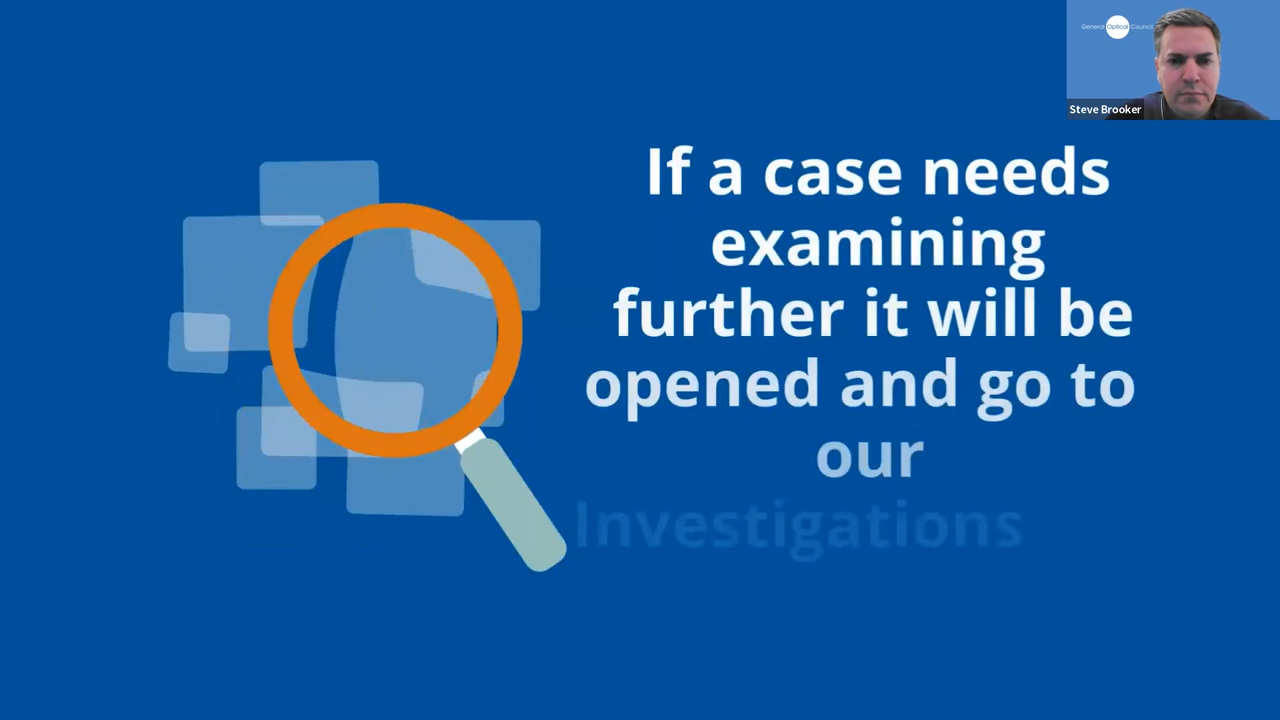 General Optical Council
Steve Brooker
If a case needs
examining
further it will be
opened and go to
our
Investigations